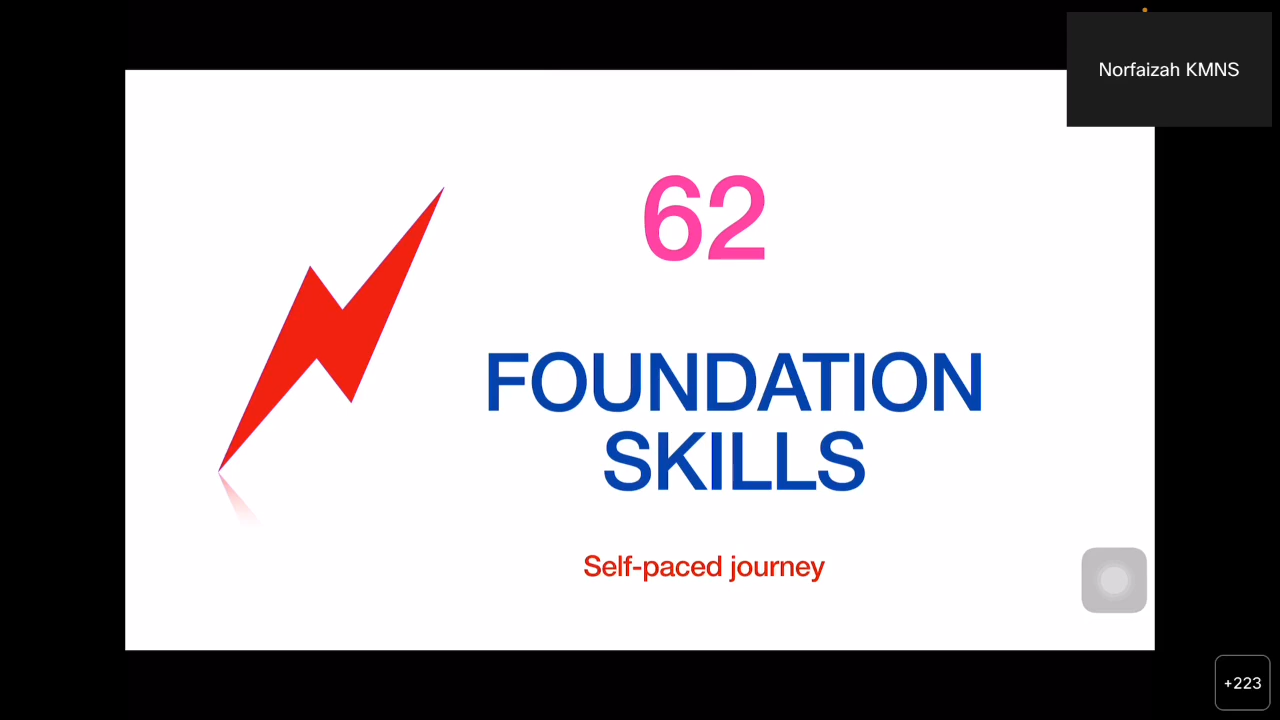 Norfaizah KMNS
62
FOUNDATION
SKILLS
Self-paced journey
+223